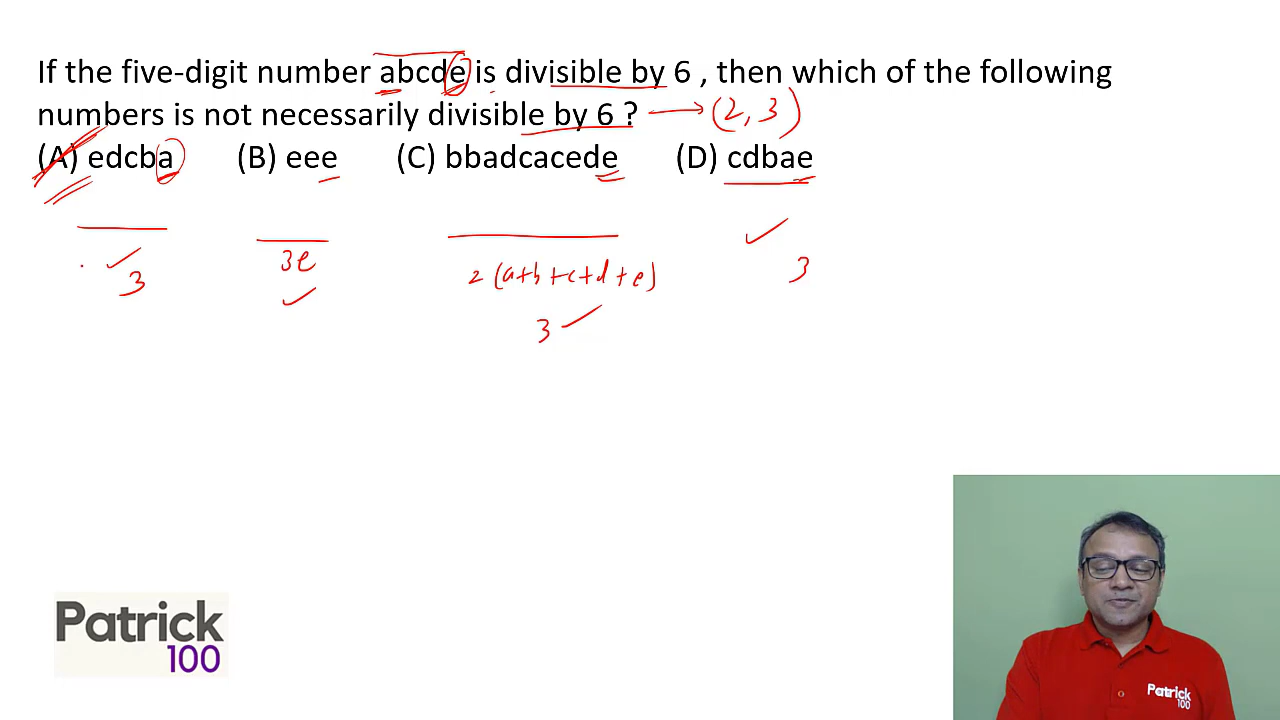 If the five-digit number abcde is divisible by 6 , then which of the following
numbers is not necessarily divisible by 6 ? → (2, 3)
(A) edcba (B) eee (C) bbadcacede (D) cdbae
3 3e 2 (a+b+c+d+e) 3
3
Patrick
100
Patrick
100